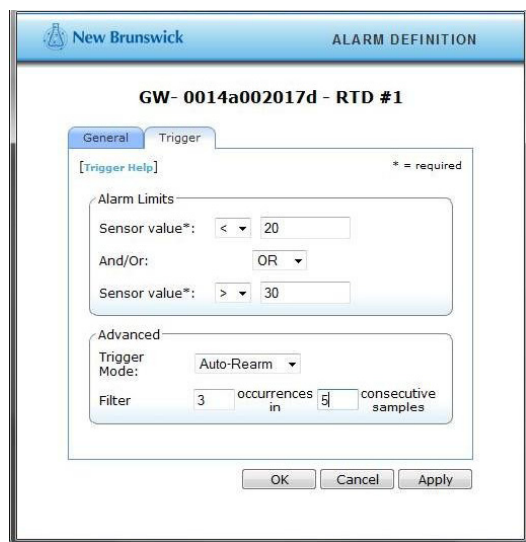 New Brunswick
ALARM DEFINITION
GW- 0014a002017d - RTD #1
General Trigger
[Trigger Help] * = required
Alarm Limits
Sensor value*: < 20
And/Or: OR
Sensor value*: > 30
Advanced
Trigger
Mode: Auto-Rearm
Filter 3 occurrences in 5 consecutive samples
OK Cancel Apply